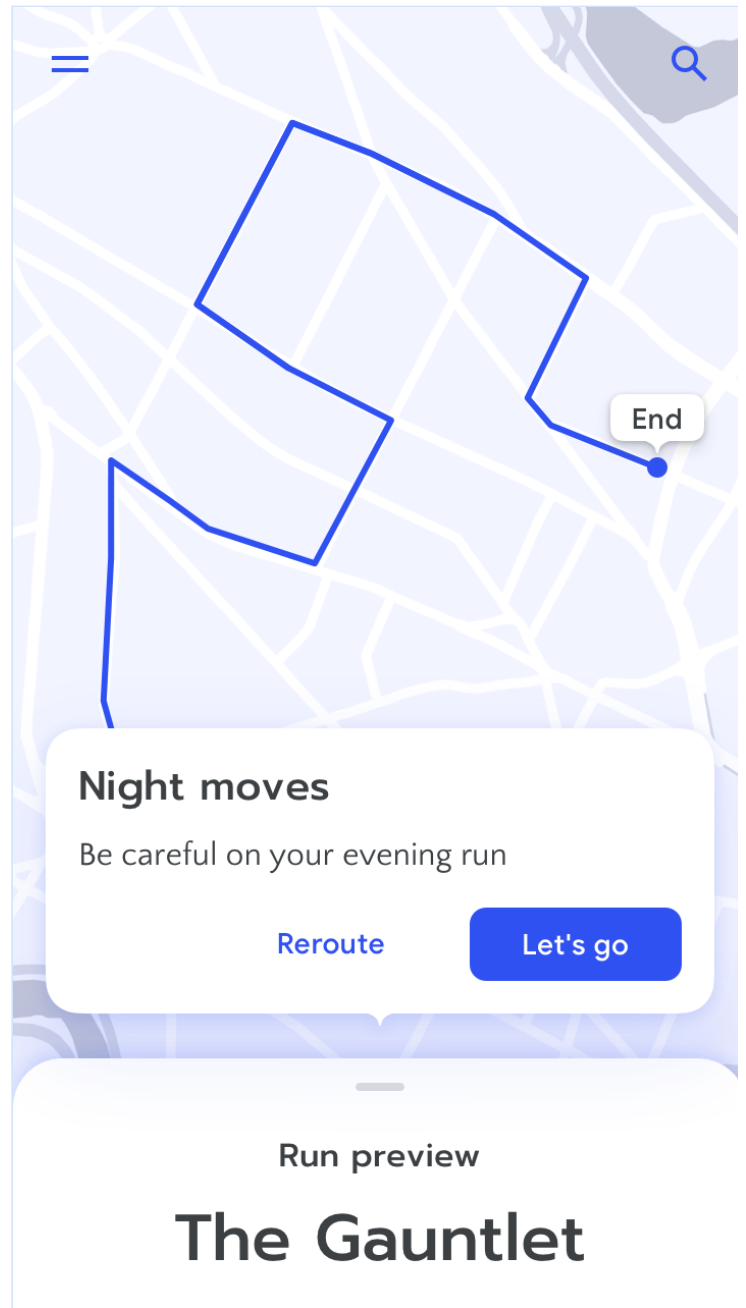 End
Night moves
Be careful on your evening run
Reroute
Let's go
Run preview
The Gauntlet